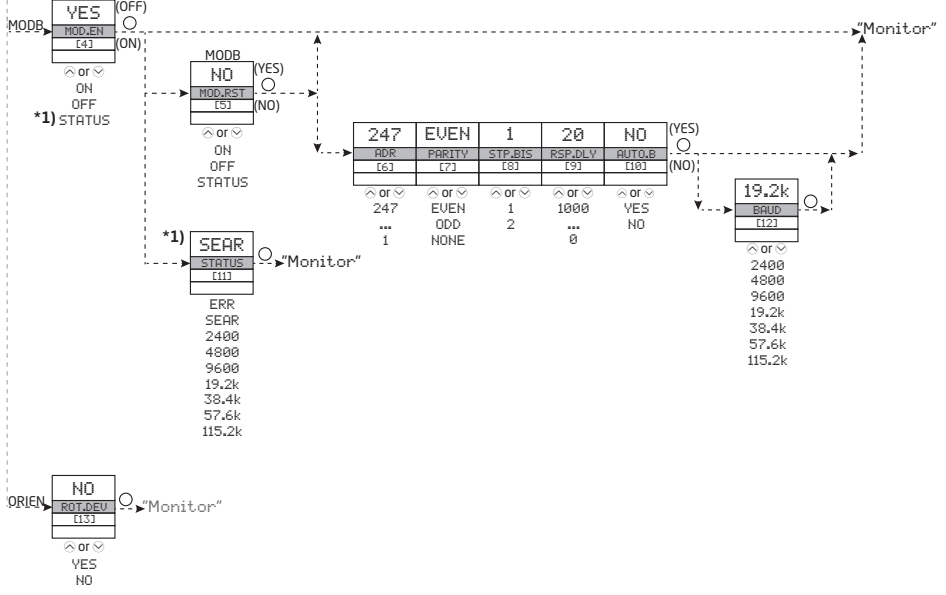 MODB
YES
(OFF)
MOD.EN
[4]
(ON)
or
ON
OFF
*1) STATUS
"Monitor"
MODB
NO
(YES)
MOD.RST
[5]
(NO)
or
ON
OFF
STATUS
247 EVEN 1 20 NO
(YES)
ADR PARITY STP.BIS RSP.DLY AUTO.B
[6] [7] [8] [9] [10]
(NO)
or or or or or
247 EVEN 1 1000 YES
... ODD 2 ... NO
1 NONE 0
19.2k
BAUD
[12]
or
2400
4800
9600
19.2k
38.4k
57.6k
115.2k
*1)
SEAR
STATUS
"Monitor"
[11]
ERR
SEAR
2400
4800
9600
19.2k
38.4k
57.6k
115.2k
ORIEN
NO
ROT.DEV
"Monitor"
[13]
or
YES
NO